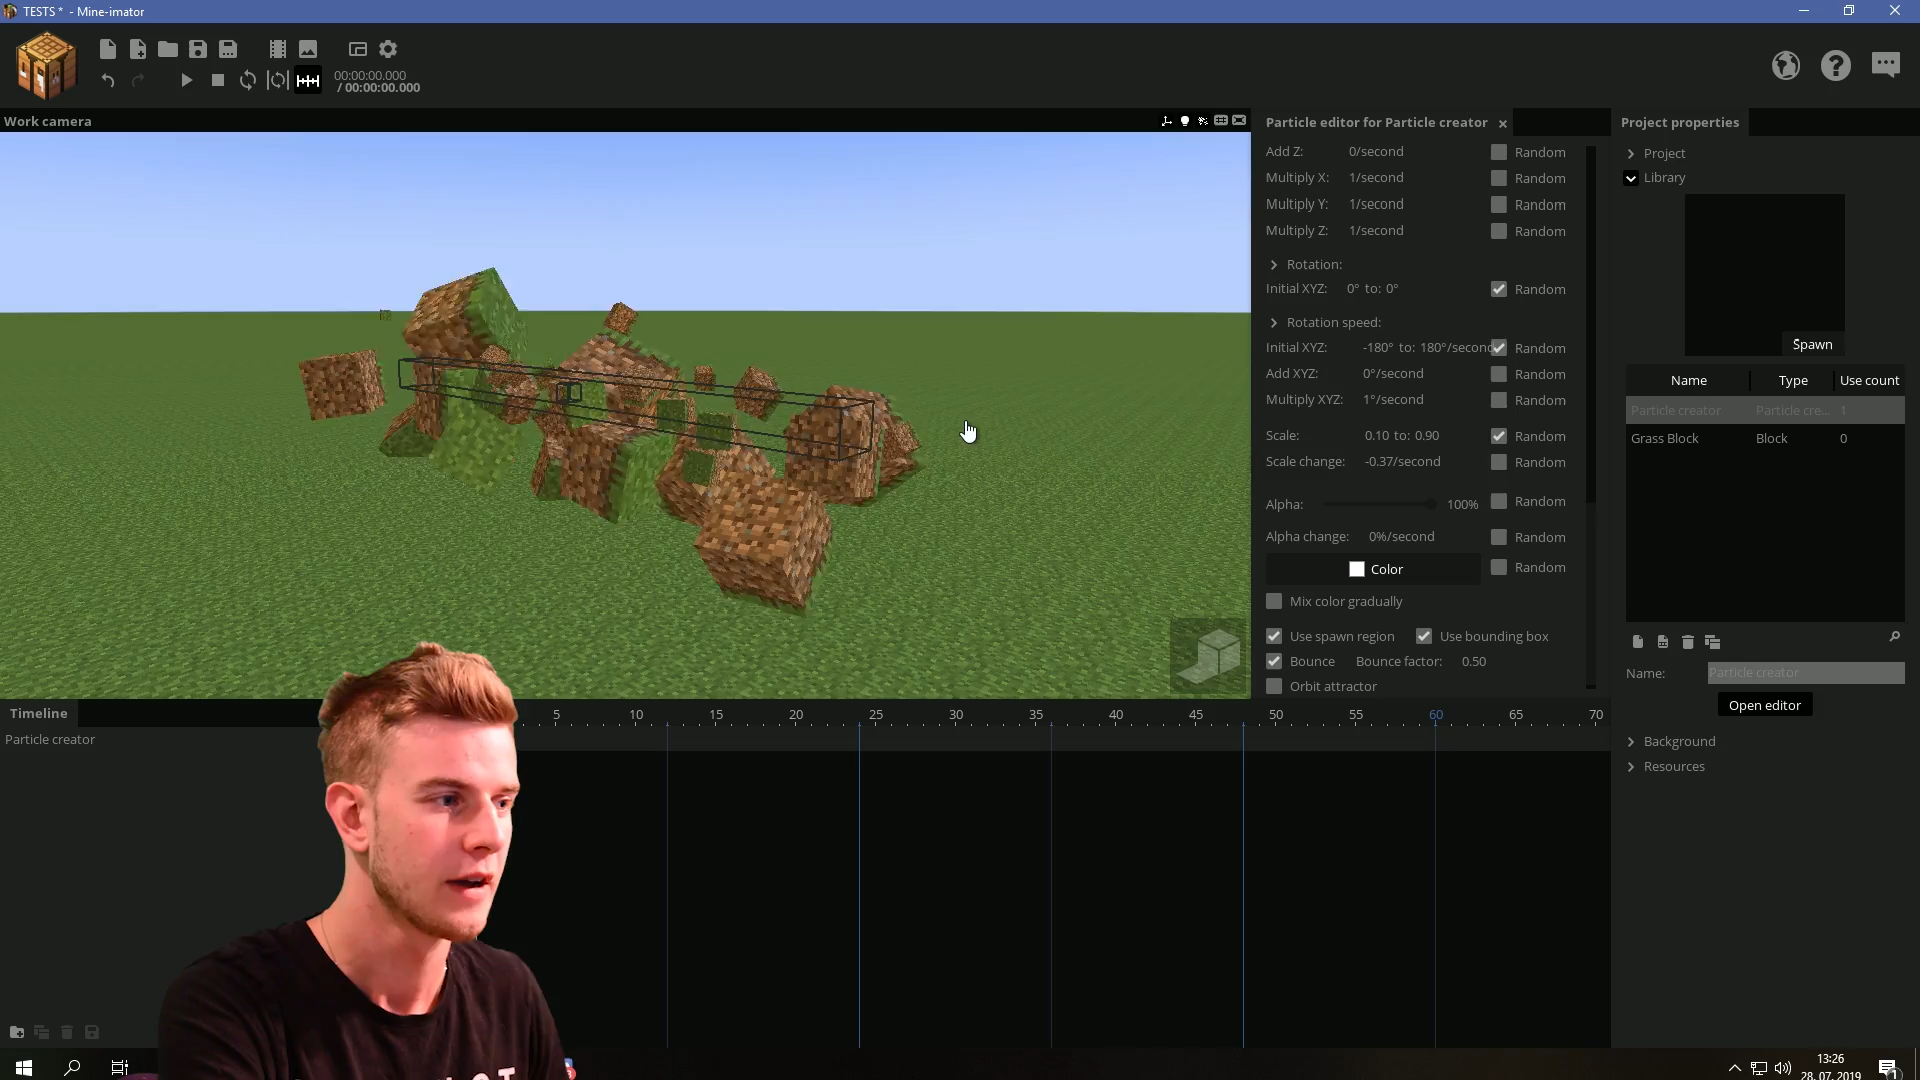 TESTS * - Mine-imator
00:00:00.000
/ 00:00:00.000
Work camera
Particle editor for Particle creator
Add Z: 0/second Random
Multiply X: 1/second Random
Multiply Y: 1/second Random
Multiply Z: 1/second Random
Rotation:
Initial XYZ: 0° to: 0° Random
Rotation speed:
Initial XYZ: -180° to: 180°/second Random
Add XYZ: 0°/second Random
Multiply XYZ: 1°/second Random
Scale: 0.10 to: 0.90 Random
Scale change: -0.37/second Random
Alpha: 100% Random
Alpha change: 0%/second Random
Color Random
Mix color gradually
Use spawn region Use bounding box
Bounce Bounce factor: 0.50
Orbit attractor
Project properties
Project
Library
Spawn
Name Type Use count
Particle creator Particle cre... 1
Grass Block Block 0
Name: Particle creator
Open editor
Background
Resources
Timeline
5 10 15 20 25 30 35 40 45 50 55 60 65 70
Particle creator
13:26
28.07.2019
1